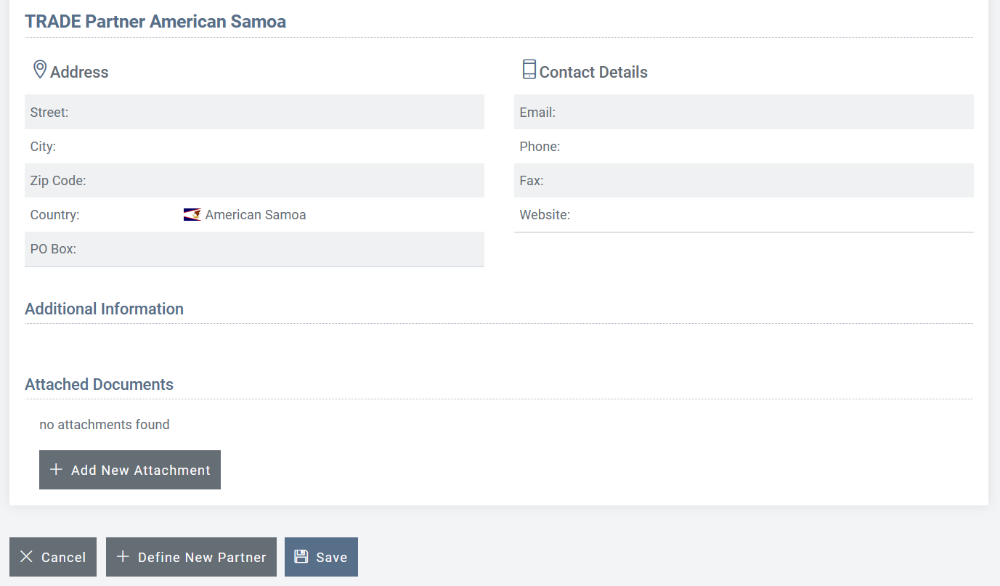 TRADE Partner American Samoa
Address
Street:
City:
Zip Code:
Country: American Samoa
PO Box:
Contact Details
Email:
Phone:
Fax:
Website:
Additional Information
Attached Documents
no attachments found
Add New Attachment
Cancel
Define New Partner
Save